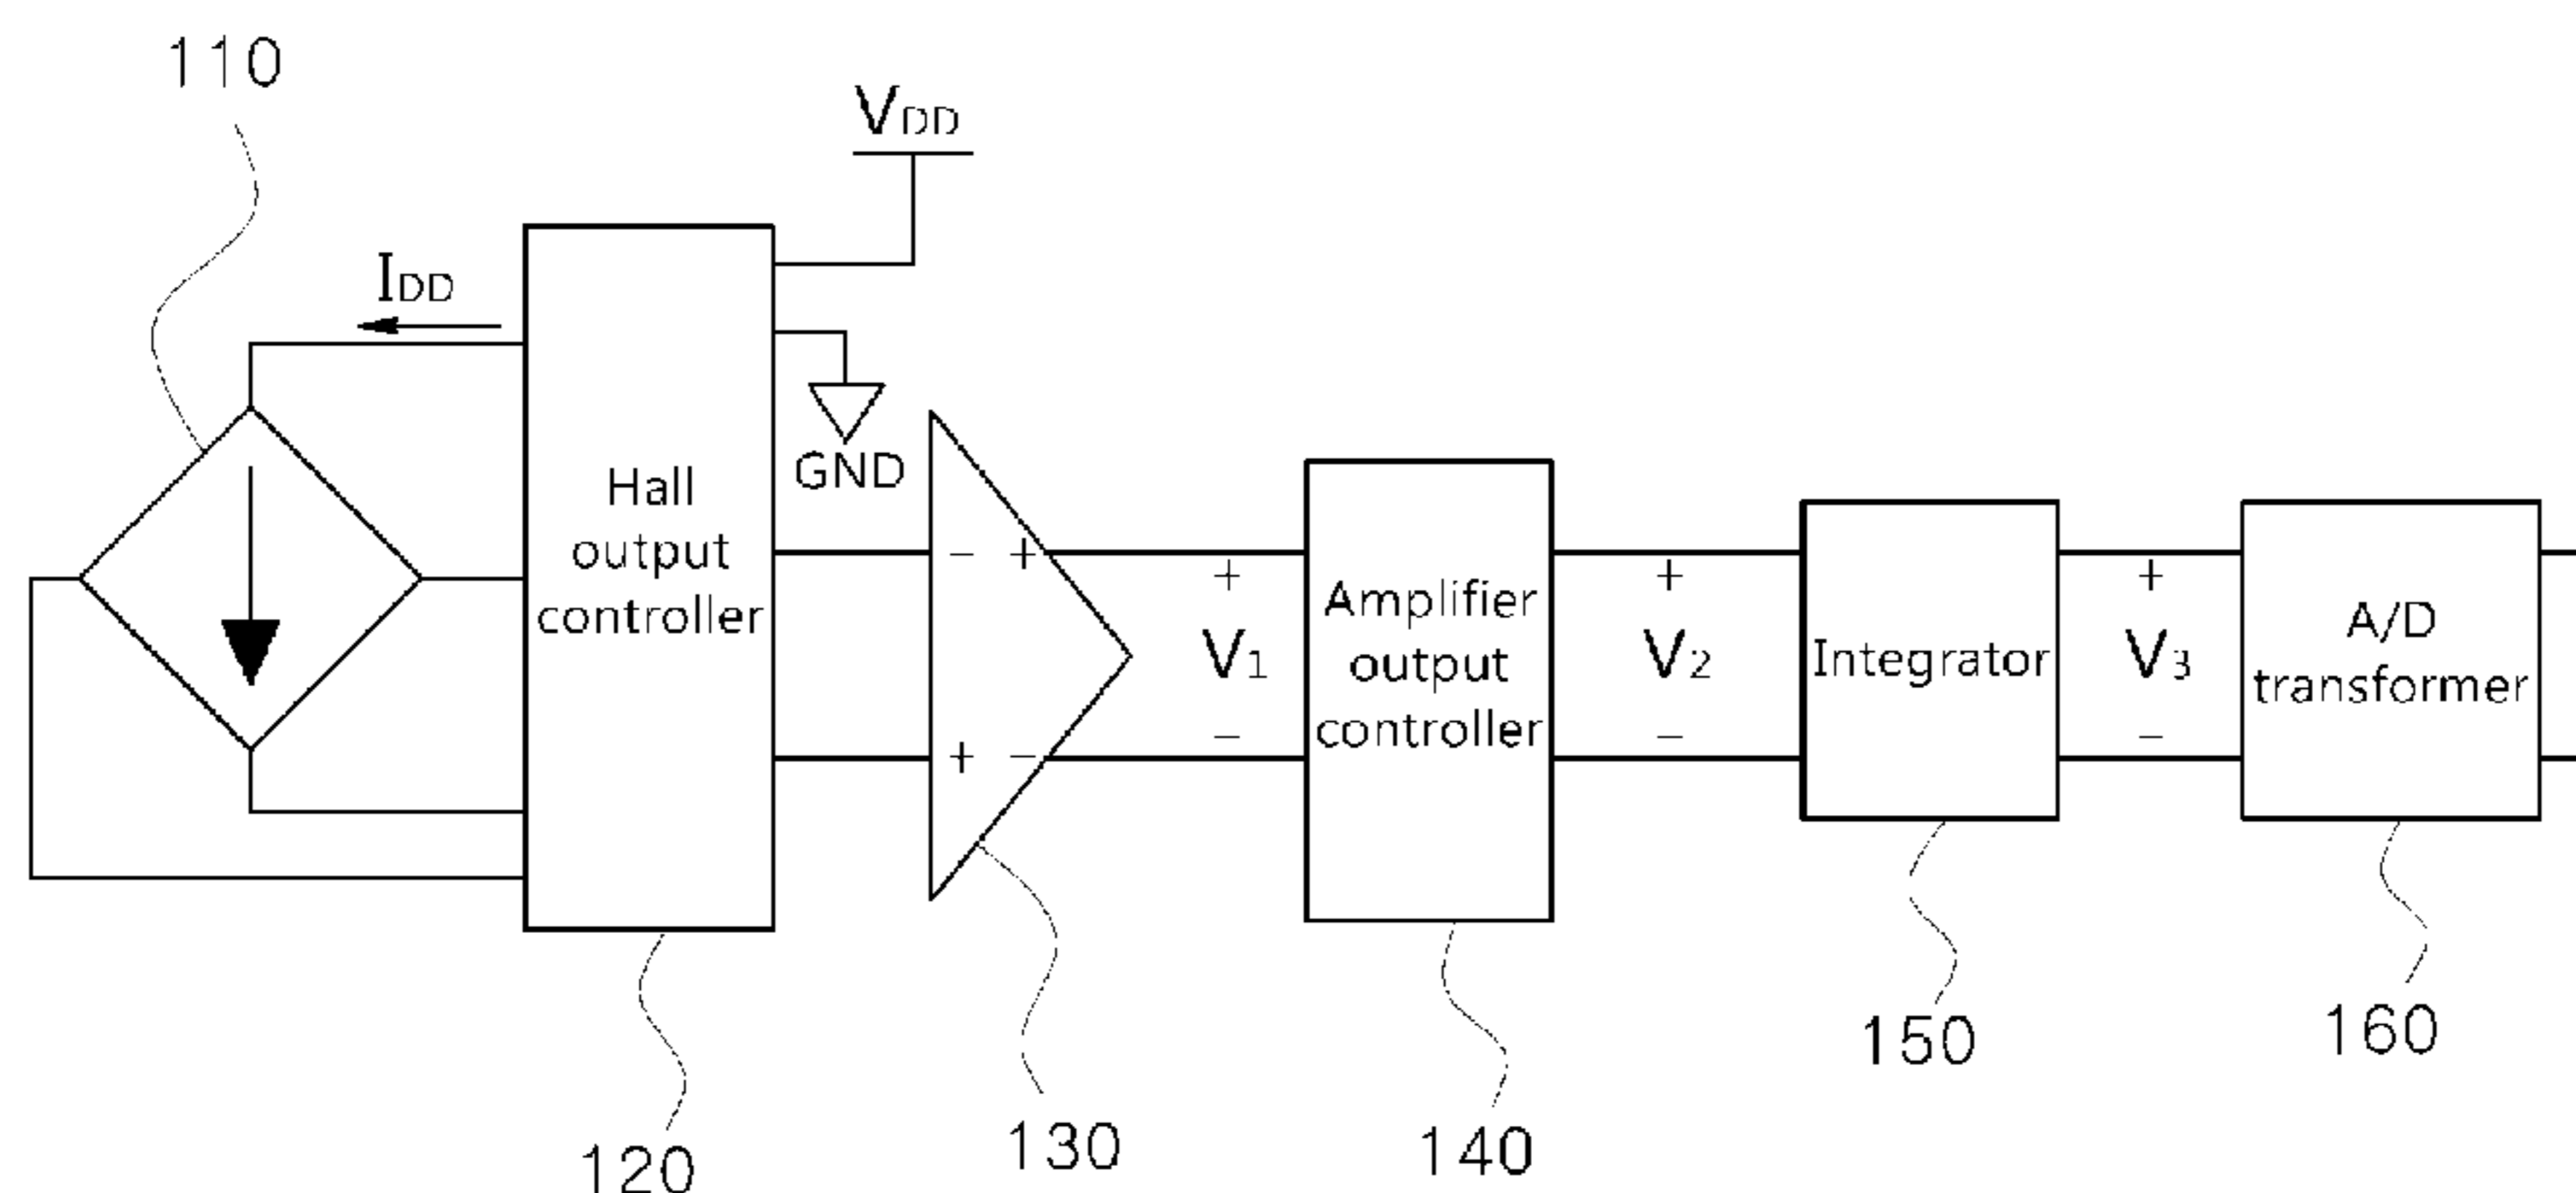 110
VDD
IDD
GND
Hall
output
controller
− +
+ −
+
V1
−
Amplifier
output
controller
+
V2
−
Integrator
+
V3
−
A/D
transformer
120
130
140
150
160